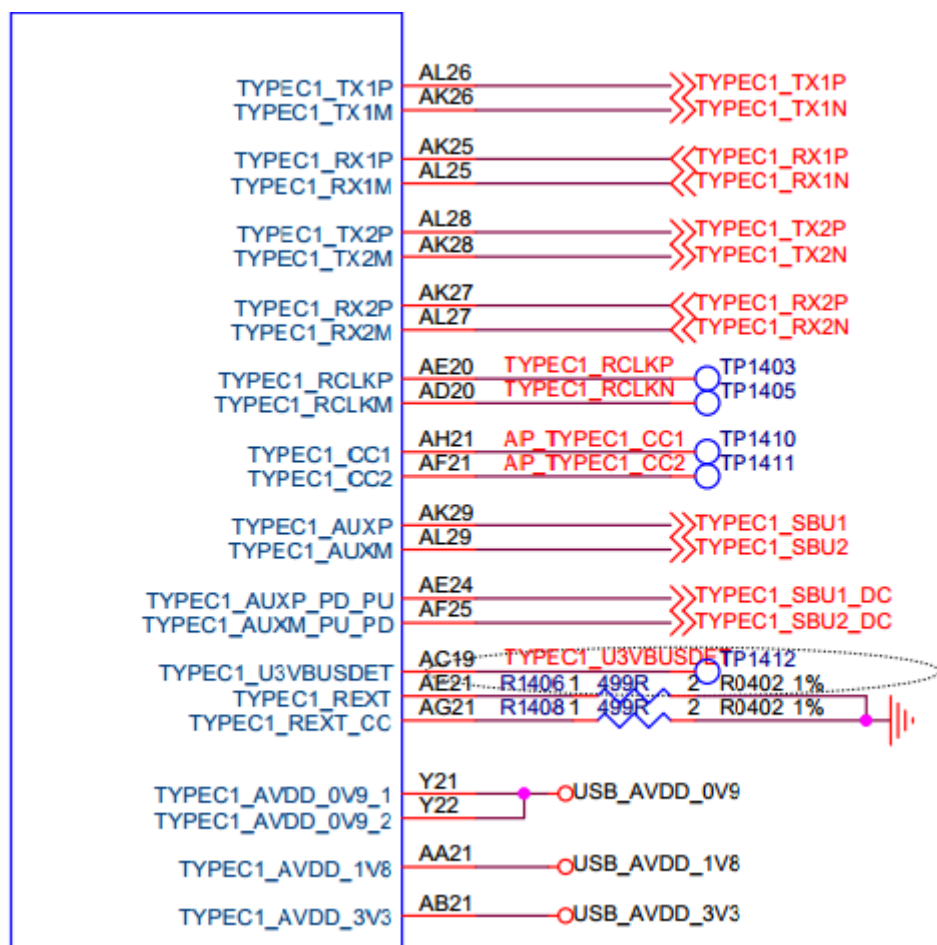 TYPEC1_TX1P AL26 TYPEC1_TX1P
TYPEC1_TX1M AK26 TYPEC1_TX1N
TYPEC1_RX1P AK25 TYPEC1_RX1P
TYPEC1_RX1M AL25 TYPEC1_RX1N
TYPEC1_TX2P AL28 TYPEC1_TX2P
TYPEC1_TX2M AK28 TYPEC1_TX2N
TYPEC1_RX2P AK27 TYPEC1_RX2P
TYPEC1_RX2M AL27 TYPEC1_RX2N
TYPEC1_RCLKP AE20 TYPEC1_RCLKP TP1403
TYPEC1_RCLKM AD20 TYPEC1_RCLKN TP1405
TYPEC1_CC1 AH21 AP_TYPEC1_CC1 TP1410
TYPEC1_CC2 AF21 AP_TYPEC1_CC2 TP1411
TYPEC1_AUXP AK29 TYPEC1_SBU1
TYPEC1_AUXM AL29 TYPEC1_SBU2
TYPEC1_AUXP_PD_PU AE24 TYPEC1_SBU1_DC
TYPEC1_AUXM_PU_PD AF25 TYPEC1_SBU2_DC
TYPEC1_U3VBUSDET AC19 TYPEC1_U3VBUSDET TP1412
TYPEC1_REXT AE21 R1406 1 499R 2 R0402 1%
TYPEC1_REXT_CC AG21 R1408 1 499R 2 R0402 1%
TYPEC1_AVDD_0V9_1 Y21 USB_AVDD_0V9
TYPEC1_AVDD_0V9_2 Y22
TYPEC1_AVDD_1V8 AA21 USB_AVDD_1V8
TYPEC1_AVDD_3V3 AB21 USB_AVDD_3V3